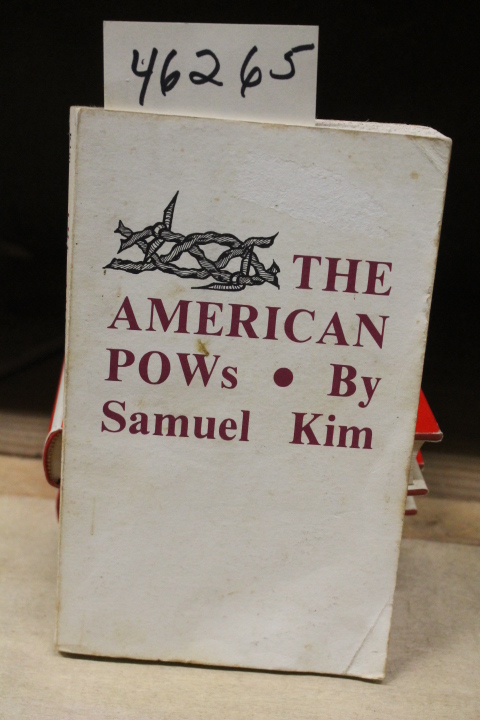 46265
THE
AMERICAN
POWs • By
Samuel Kim